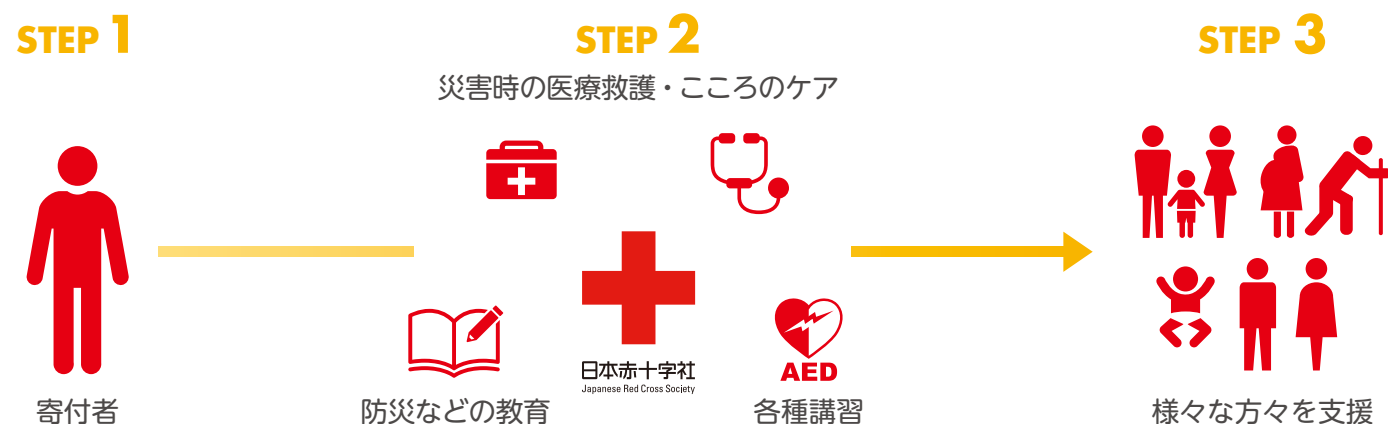 STEP 1
STEP 2
STEP 3
災害時の医療救護・こころのケア
日本赤十字社
Japanese Red Cross Society
AED
寄付者
防災などの教育
各種講習
様々な方々を支援